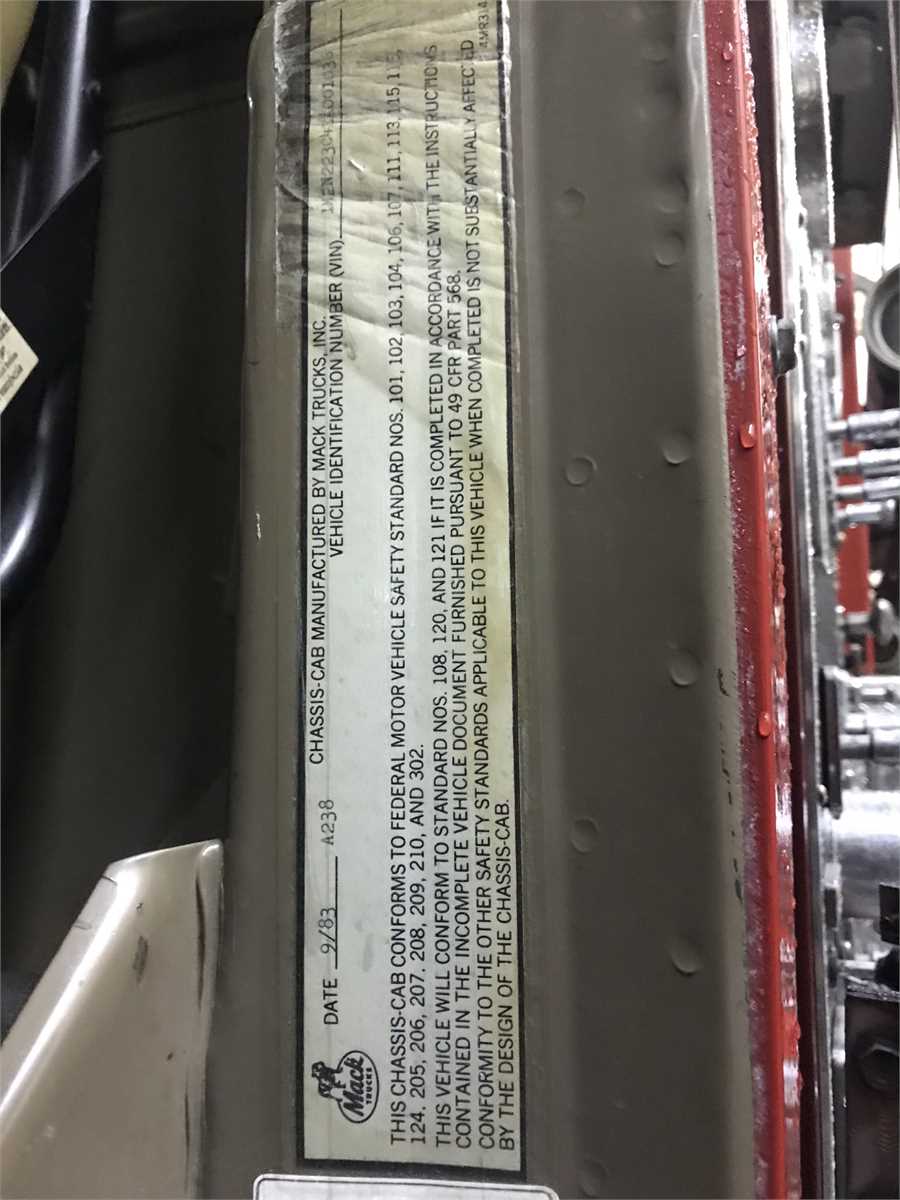 Mack
TRUCKS
DATE 9/83 A238 CHASSIS-CAB MANUFACTURED BY MACK TRUCKS, INC.
VEHICLE IDENTIFICATION NUMBER (VIN)
THIS CHASSIS-CAB CONFORMS TO FEDERAL MOTOR VEHICLE SAFETY STANDARD NOS. 101, 102, 103, 104, 106, 107, 111, 113, 115, 116,
124, 205, 206, 207, 208, 209, 210, AND 302.
THIS VEHICLE WILL CONFORM TO STANDARD NOS. 108, 120, AND 121 IF IT IS COMPLETED IN ACCORDANCE WITH THE INSTRUCTIONS
CONTAINED IN THE INCOMPLETE VEHICLE DOCUMENT FURNISHED PURSUANT TO 49 CFR PART 568.
CONFORMITY TO THE OTHER SAFETY STANDARDS APPLICABLE TO THIS VEHICLE WHEN COMPLETED IS NOT SUBSTANTIALLY AFFECTED
BY THE DESIGN OF THE CHASSIS-CAB.